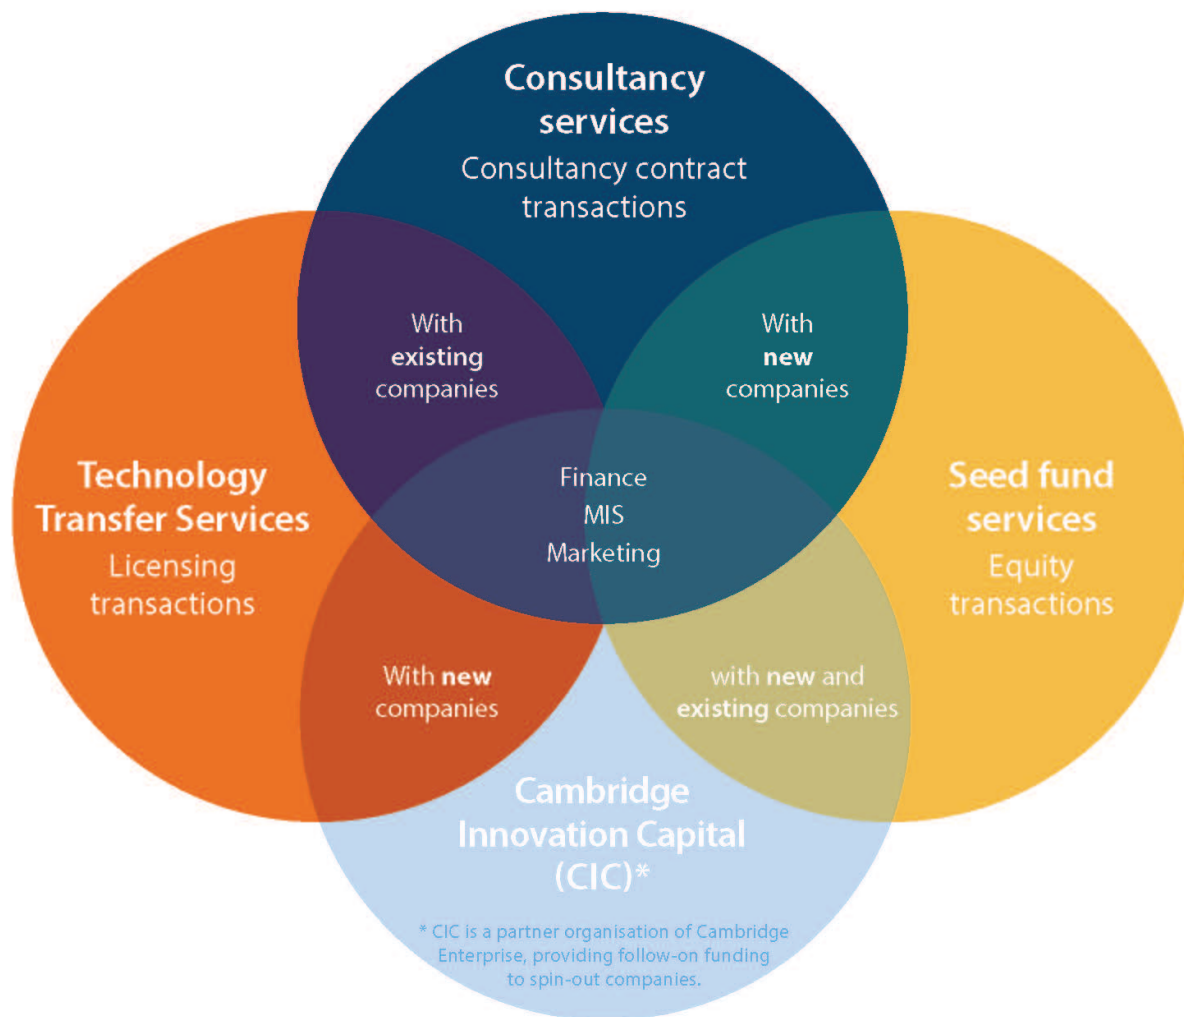 Consultancy
services
Consultancy contract
transactions
With
existing
companies
With
new
companies
Finance
MIS
Marketing
Technology
Transfer Services
Licensing
transactions
Seed fund
services
Equity
transactions
With new
companies
with new and
existing companies
Cambridge
Innovation Capital
(CIC)*
* CIC is a partner organisation of Cambridge
Enterprise, providing follow-on funding
to spin-out companies.